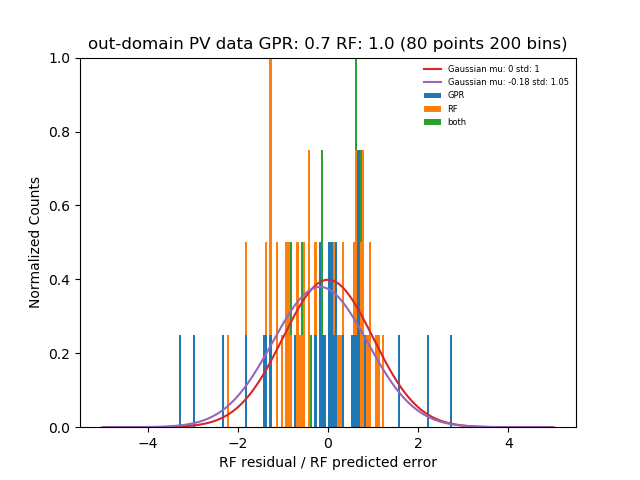 out-domain PV data GPR: 0.7 RF: 1.0 (80 points 200 bins)
Gaussian mu: 0 std: 1
Gaussian mu: -0.18 std: 1.05
GPR
RF
both
Normalized Counts
1.0
0.8
0.6
0.4
0.2
0.0
−4
−2
0
2
4
RF residual / RF predicted error